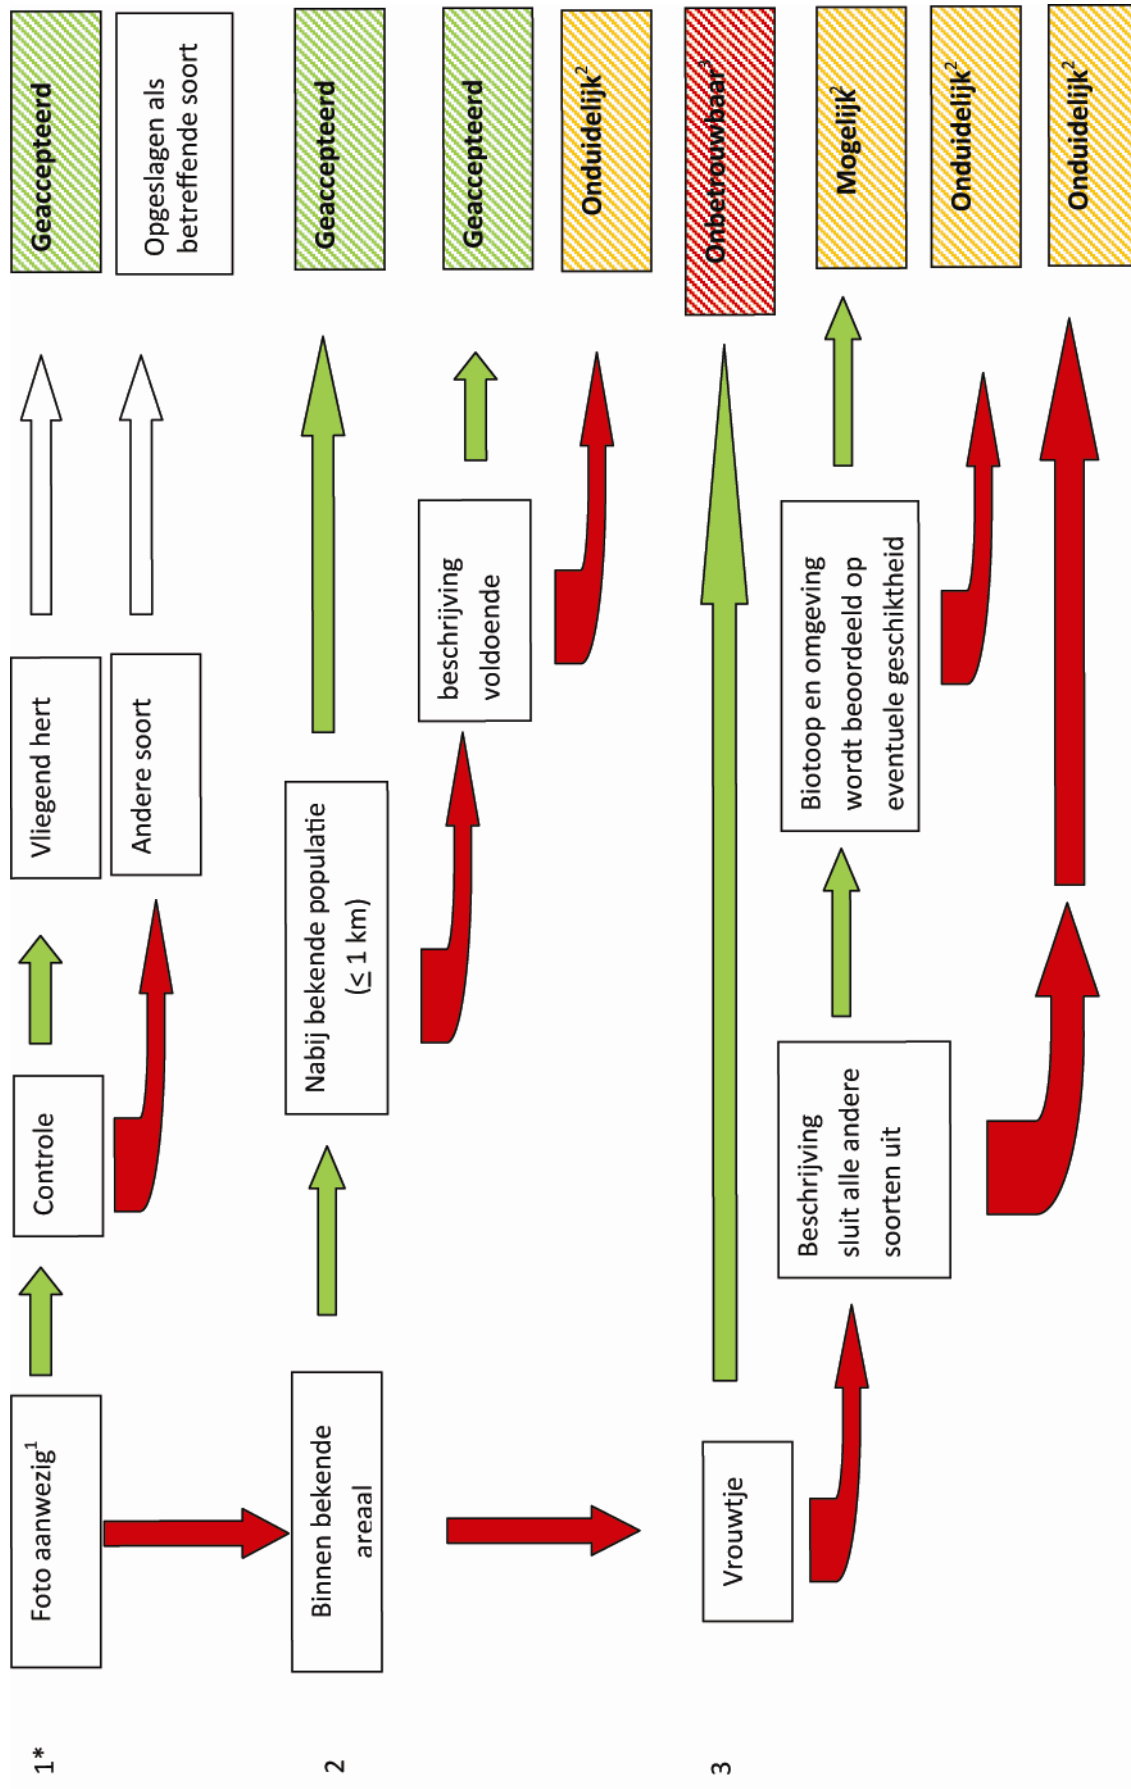 1*
Foto aanwezig¹
Controle
Vliegend hert
Geaccepteerd
Andere soort
Opgeslagen als
betreffende soort
2
Binnen bekende
areaal
Nabij bekende populatie
(≤ 1 km)
Geaccepteerd
beschrijving
voldoende
Geaccepteerd
Onduidelijk²
3
Vrouwtje
Onbetrouwbaar³
Beschrijving
sluit alle andere
soorten uit
Biotoop en omgeving
wordt beoordeeld op
eventuele geschiktheid
Mogelijk²
Onduidelijk²
Onduidelijk²